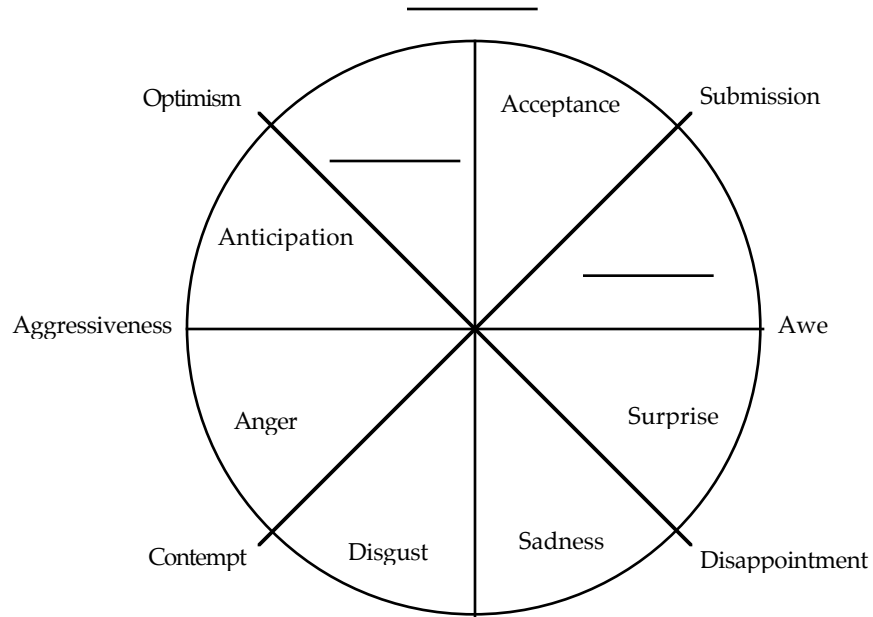 Optimism
Acceptance
Submission
Anticipation
Aggressiveness
Awe
Anger
Surprise
Contempt
Disgust
Sadness
Disappointment